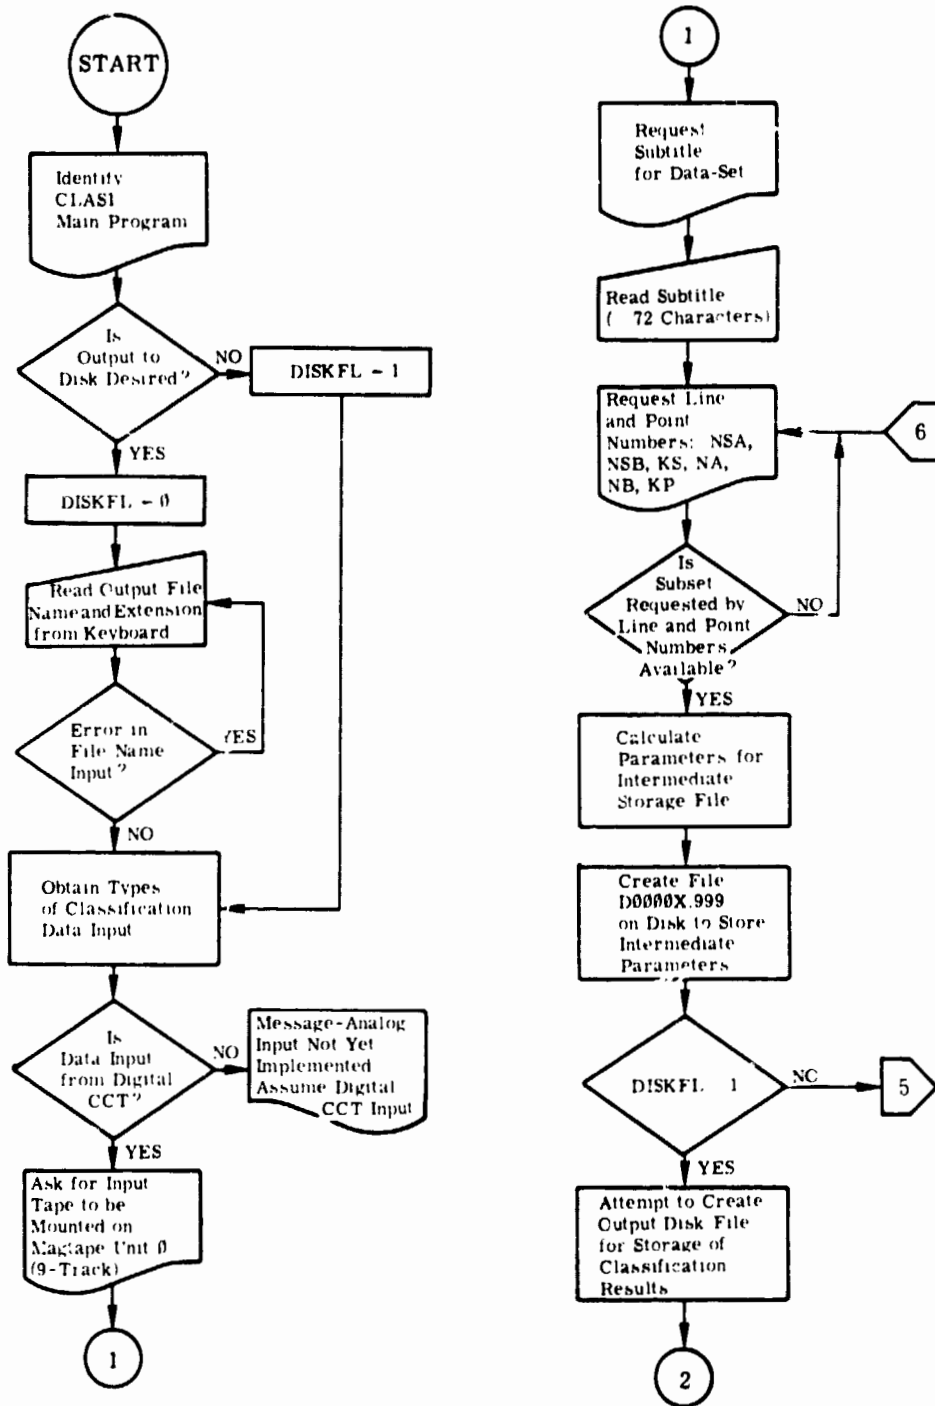 START
Identify
CLAS1
Main Program
Is
Output to
Disk Desired?
NO
DISKFL - 1
YES
DISKFL - 0
Read Output File
Name and Extension
from Keyboard
Error in
File Name
Input?
YES
NO
Obtain Types
of Classification
Data Input
Is
Data Input
from Digital
CCT?
NO
Message-Analog
Input Not Yet
Implemented
Assume Digital
CCT Input
YES
Ask for Input
Tape to be
Mounted on
Magtape Unit 0
(9-Track)
1
1
Request
Subtitle
for Data-Set
Read Subtitle
( 72 Characters)
Request Line
and Point
Numbers: NSA,
NSB, KS, NA,
NB, KP
6
Is
Subset
Requested by
Line and Point
Numbers
Available?
NO
YES
Calculate
Parameters for
Intermediate
Storage File
Create File
D0000X.999
on Disk to Store
Intermediate
Parameters
DISKFL 1
NO
5
YES
Attempt to Create
Output Disk File
for Storage of
Classification
Results
2